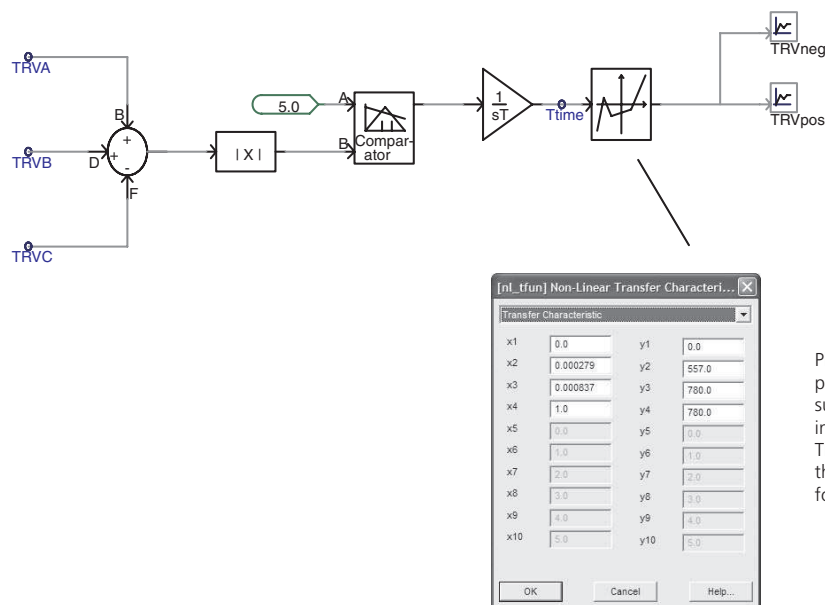 TRVA
TRVB
TRVC
B
+
D
+
-
F
| X |
5.0
A
B
Compar-
ator
1
sT
Ttime
TRVneg
TRVpos
[nl_tfun] Non-Linear Transfer Characteri...
Transfer Characteristic
x1 0.0 y1 0.0
x2 0.000279 y2 557.0
x3 0.000837 y3 780.0
x4 1.0 y4 780.0
x5 0.0 y5 0.0
x6 1.0 y6 1.0
x7 2.0 y7 2.0
x8 3.0 y8 3.0
x9 4.0 y9 4.0
x10 5.0 y10 5.0
OK Cancel Help...